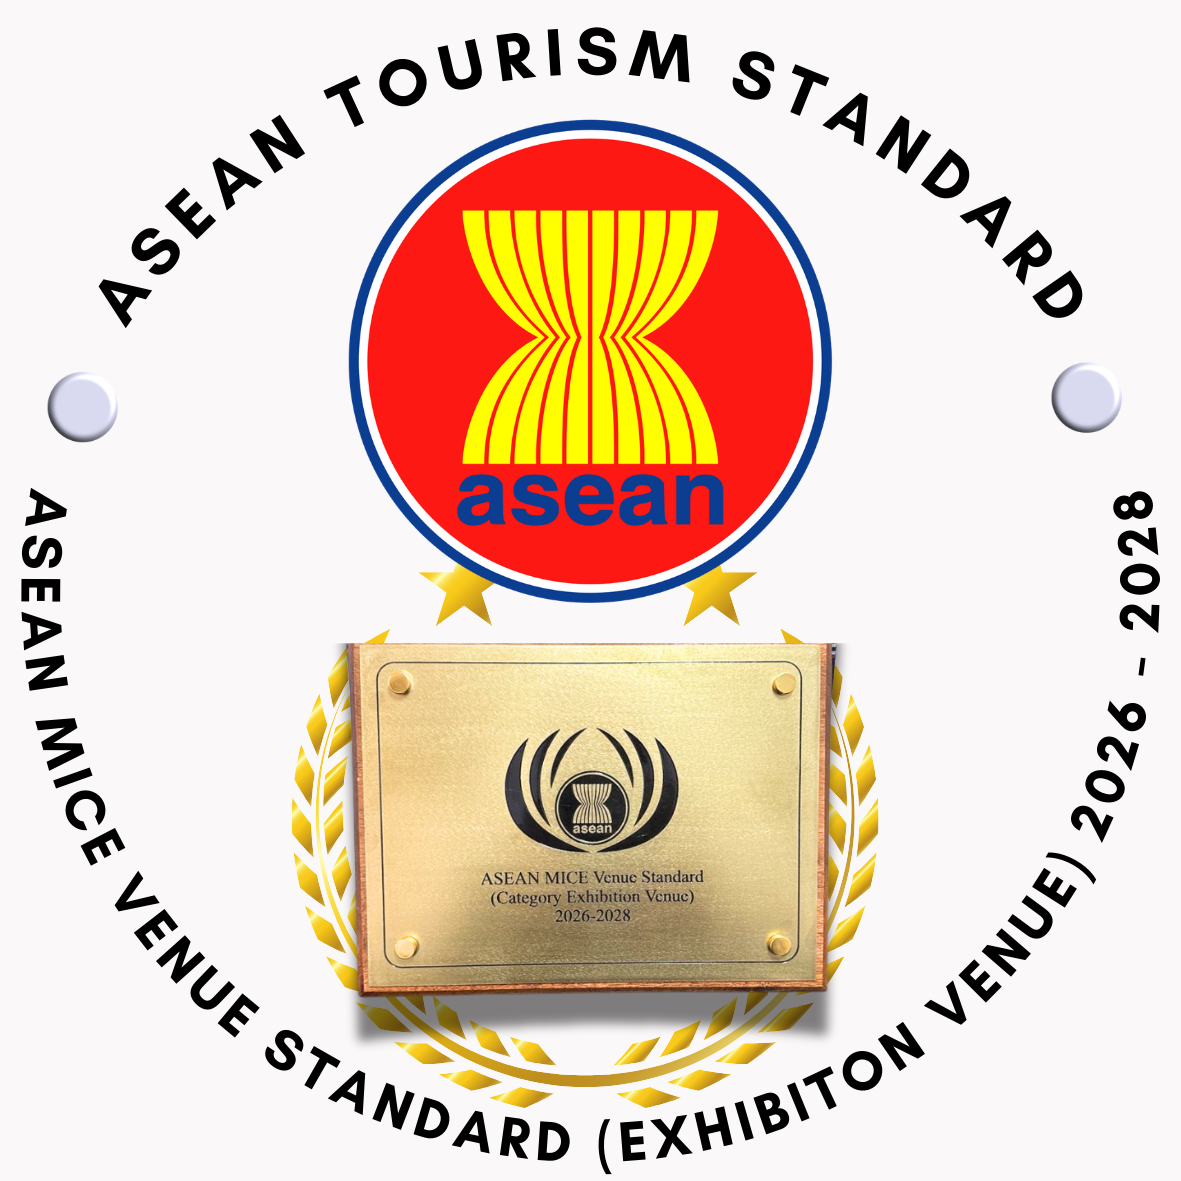 ASEAN TOURISM STANDARD
asean
asean
ASEAN MICE Venue Standard
(Category Exhibition Venue)
2026-2028
ASEAN MICE VENUE STANDARD (EXHIBITON VENUE) 2026 - 2028